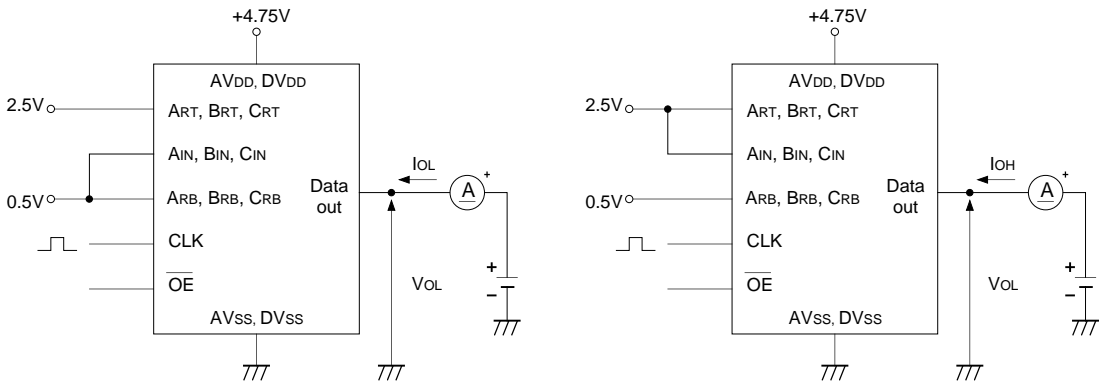 +4.75V
AVDD, DVDD
2.5V
ART, BRT, CRT
AIN, BIN, CIN
IOL
A
+
Data
out
0.5V
ARB, BRB, CRB
CLK
OE
VOL
+
−
AVSS, DVSS
+4.75V
AVDD, DVDD
2.5V
ART, BRT, CRT
AIN, BIN, CIN
IOH
A
+
Data
out
0.5V
ARB, BRB, CRB
CLK
OE
VOL
+
−
AVSS, DVSS